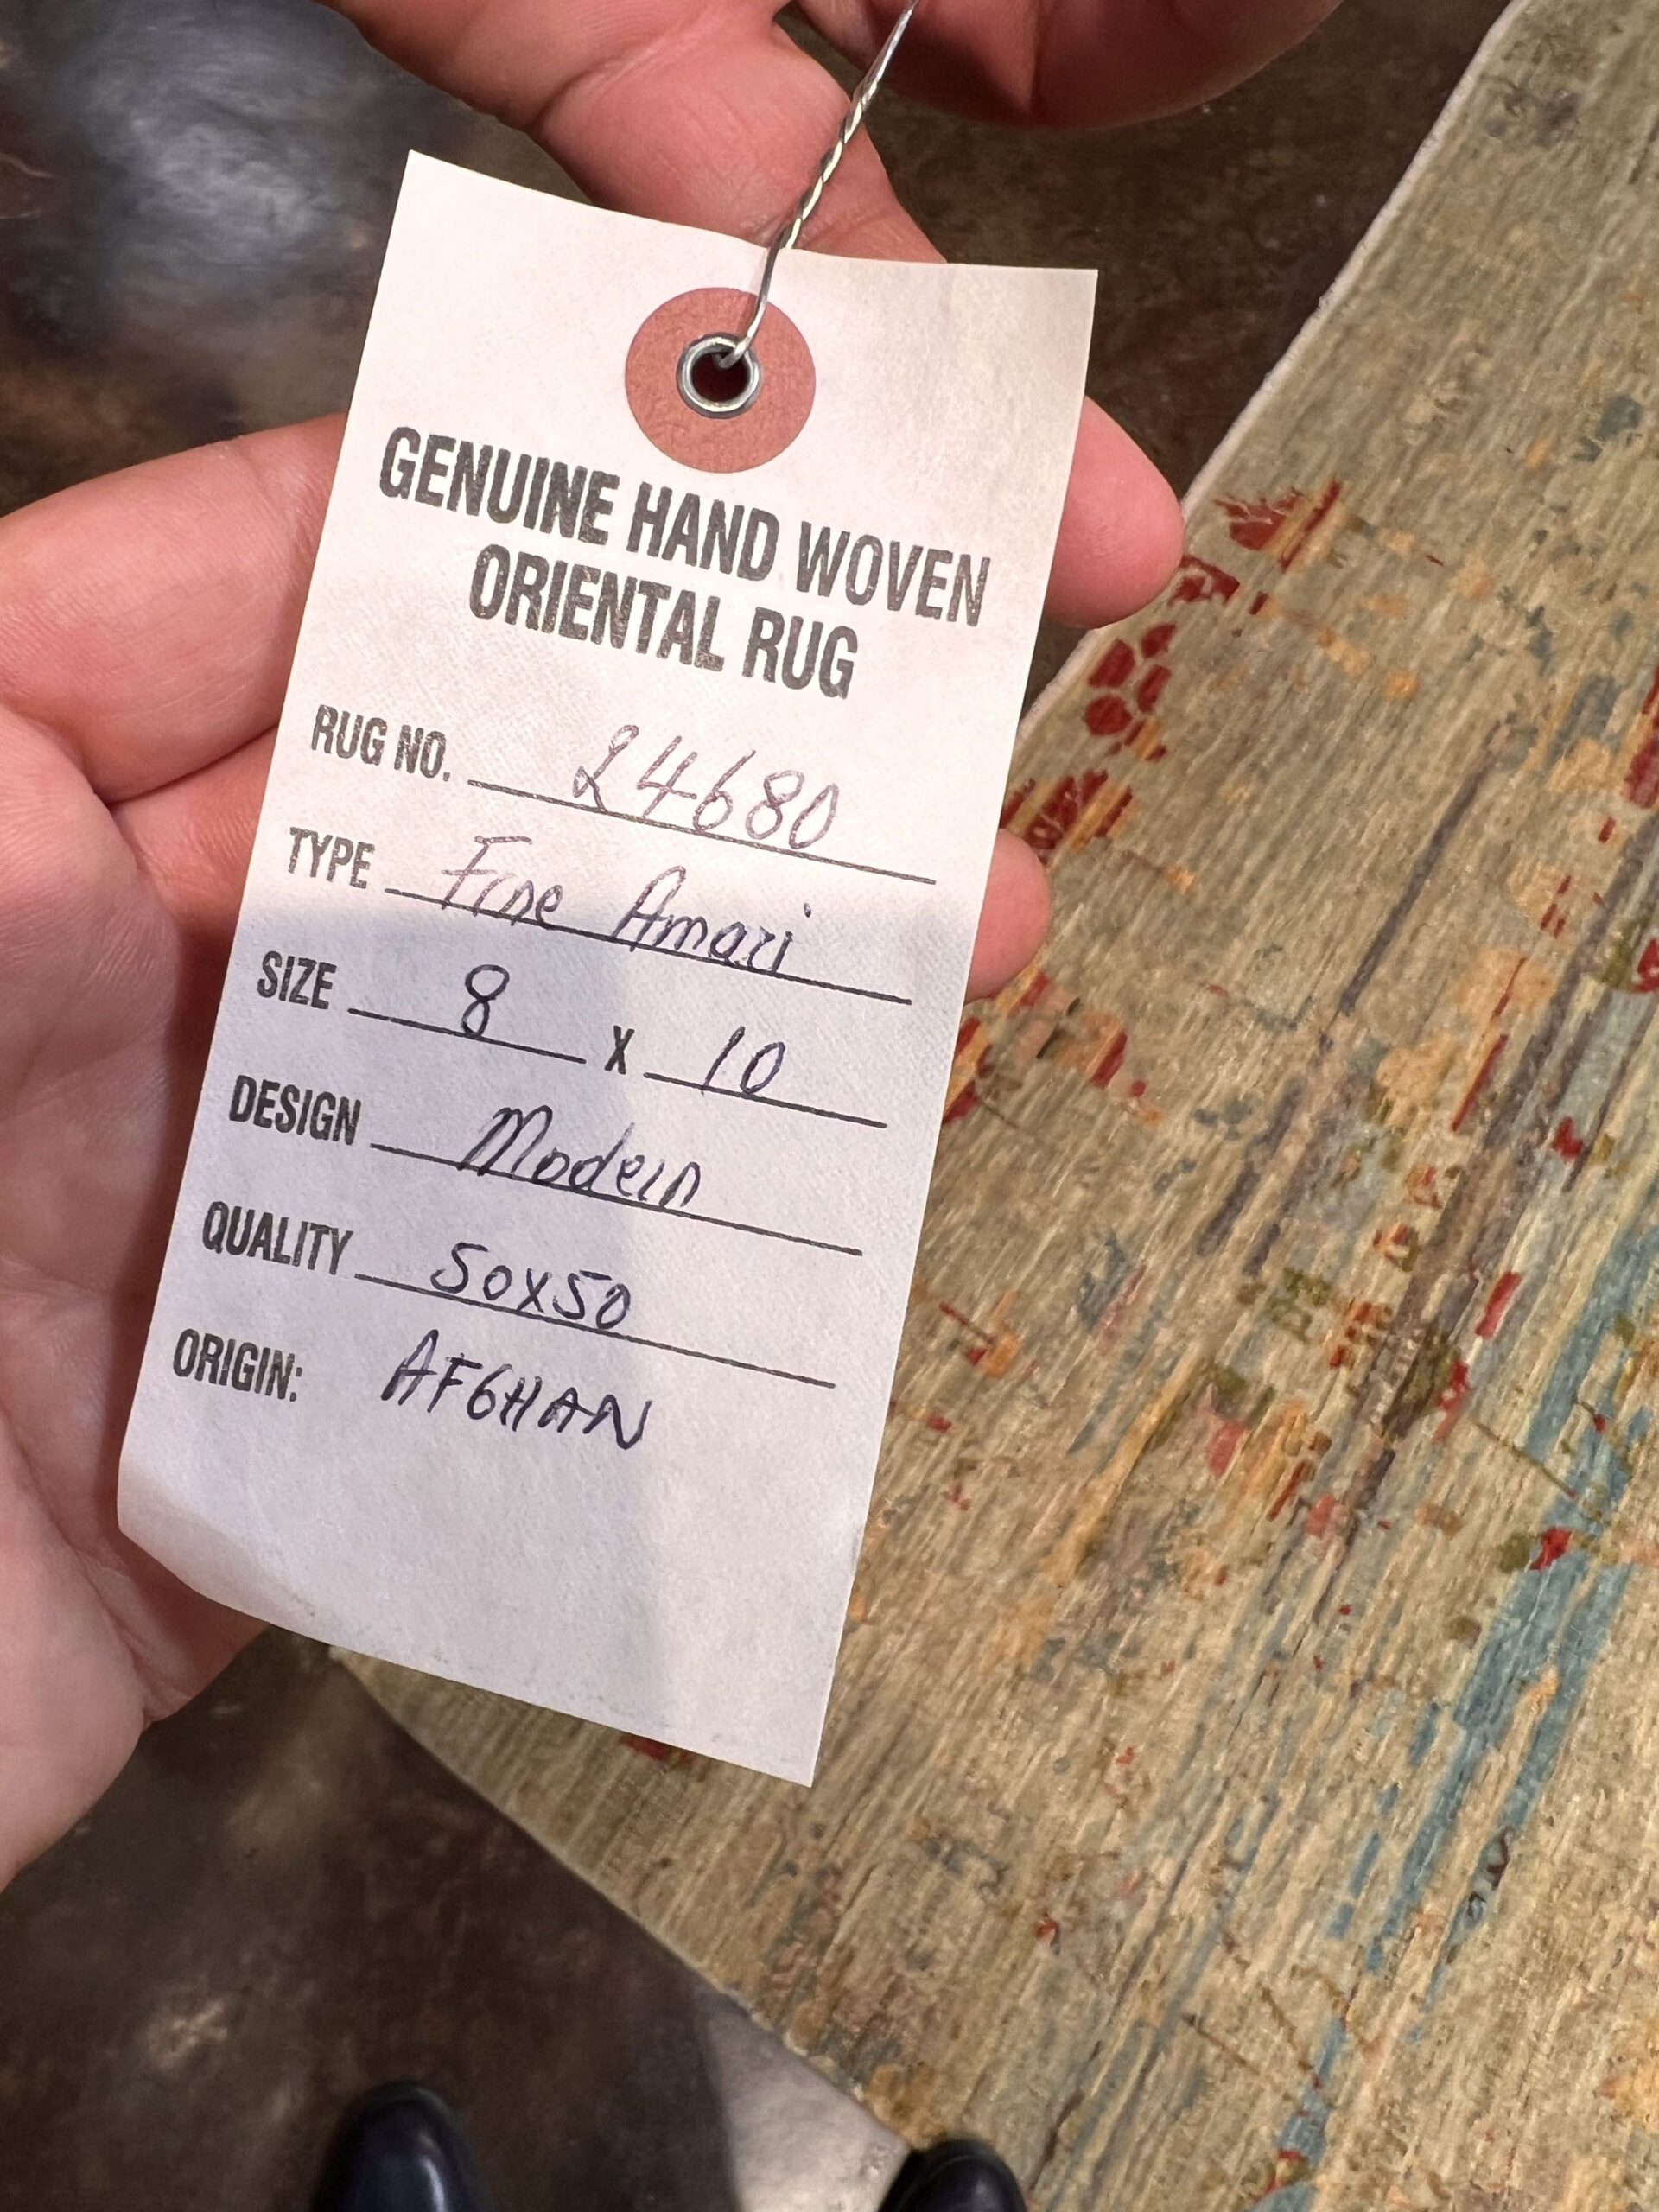 GENUINE HAND WOVEN
ORIENTAL RUG
RUG NO. 24680
TYPE Fine Amari
SIZE 8 X 10
DESIGN Modern
QUALITY 50X50
ORIGIN: AFGHAN